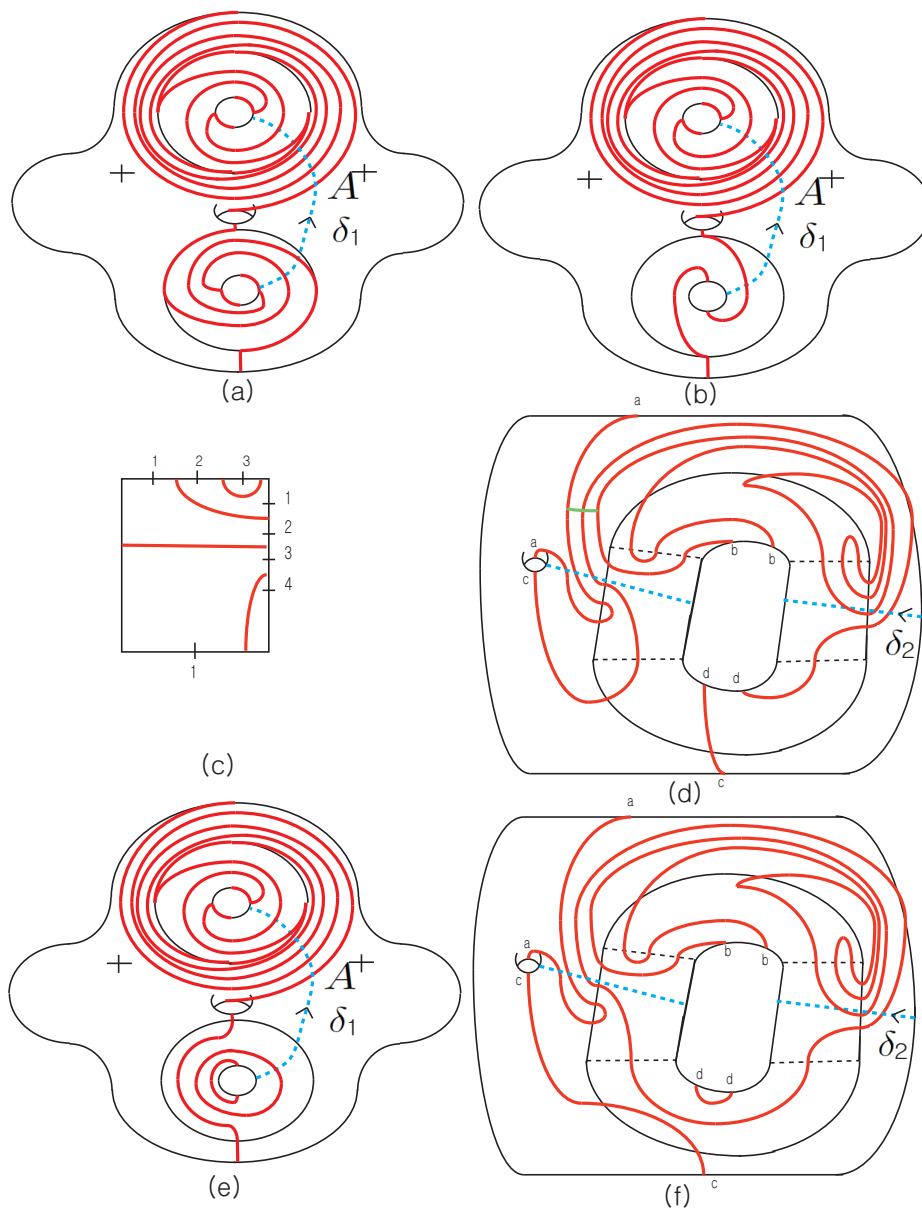 + A⁺ + A⁺
δ₁ δ₁
(a) (b)
a
1 2 3
1
2
3
4
1
a
c
b b
δ₂
d d
(c)
c
(d)
a
+ A⁺
δ₁
a
c
b b
δ₂
d d
(e)
c
(f)